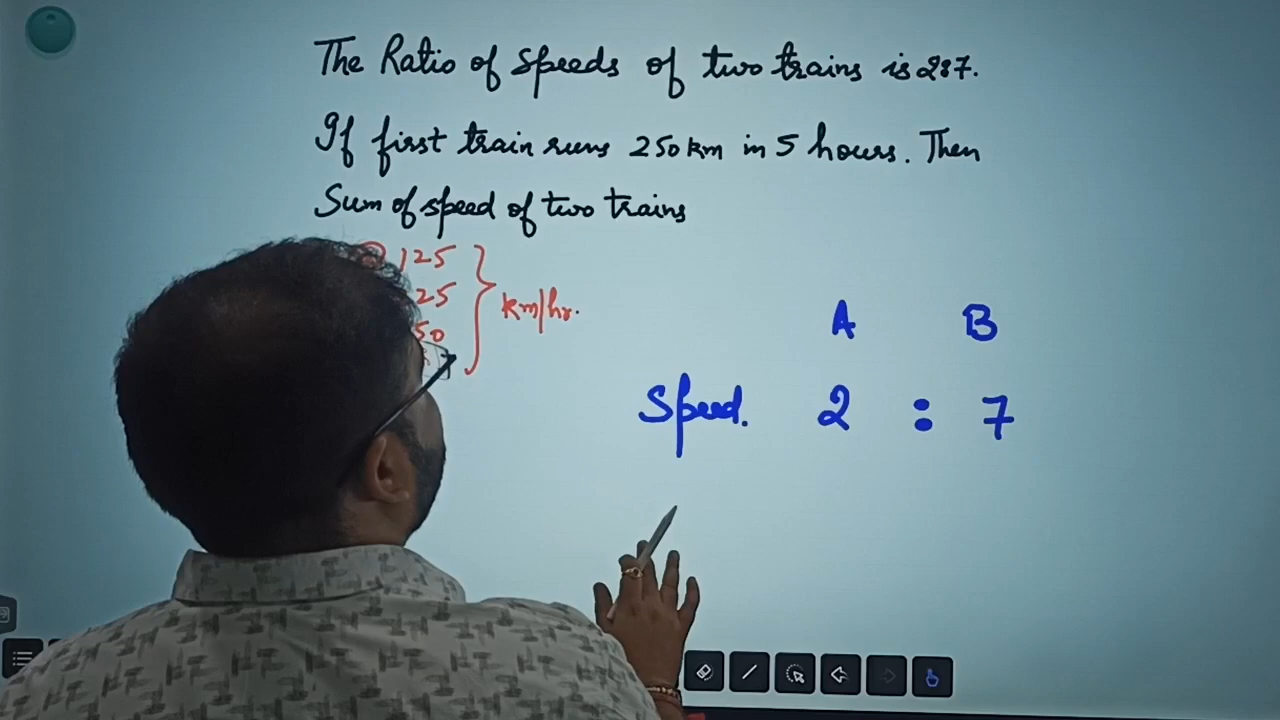 The Ratio of Speeds of two trains is 2:7.
If first train runs 250 km in 5 hours. Then
Sum of speed of two trains
125
25
50
km/hr.
A B
Speed. 2 : 7